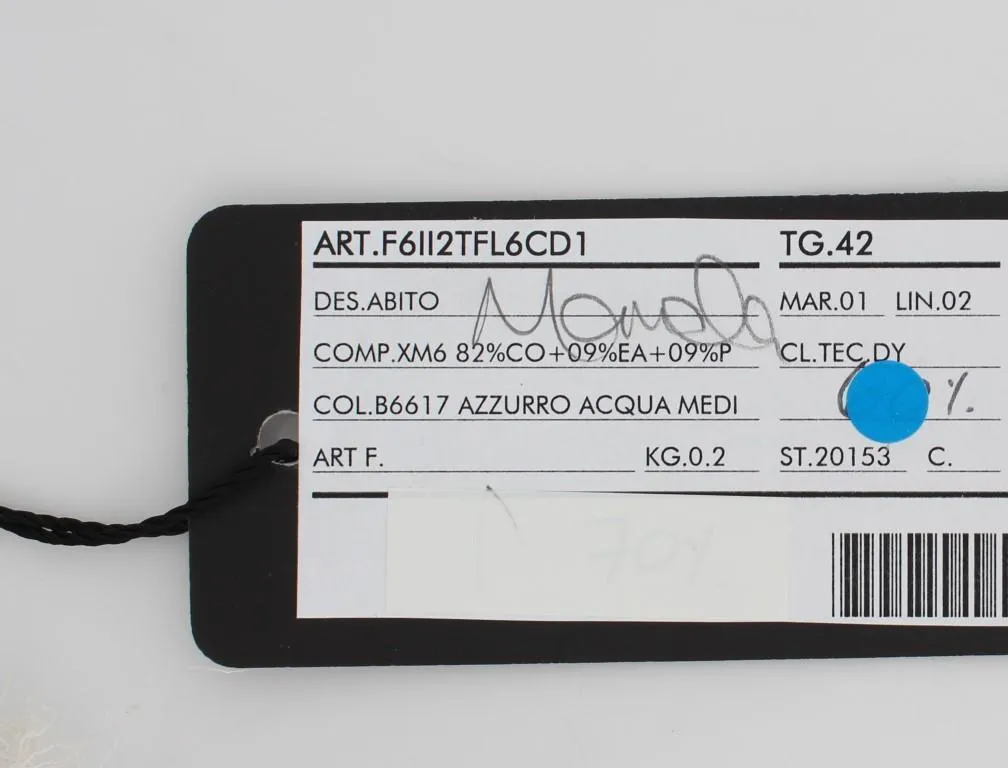 ART.F6II2TFL6CD1 TG.42
DES.ABITO MAR.01 LIN.02
COMP.XM6 82%CO+09%EA+09%P CL.TEC.DY
COL.B6617 AZZURRO ACQUA MEDI %.
ART F. KG.0.2 ST.20153 C.